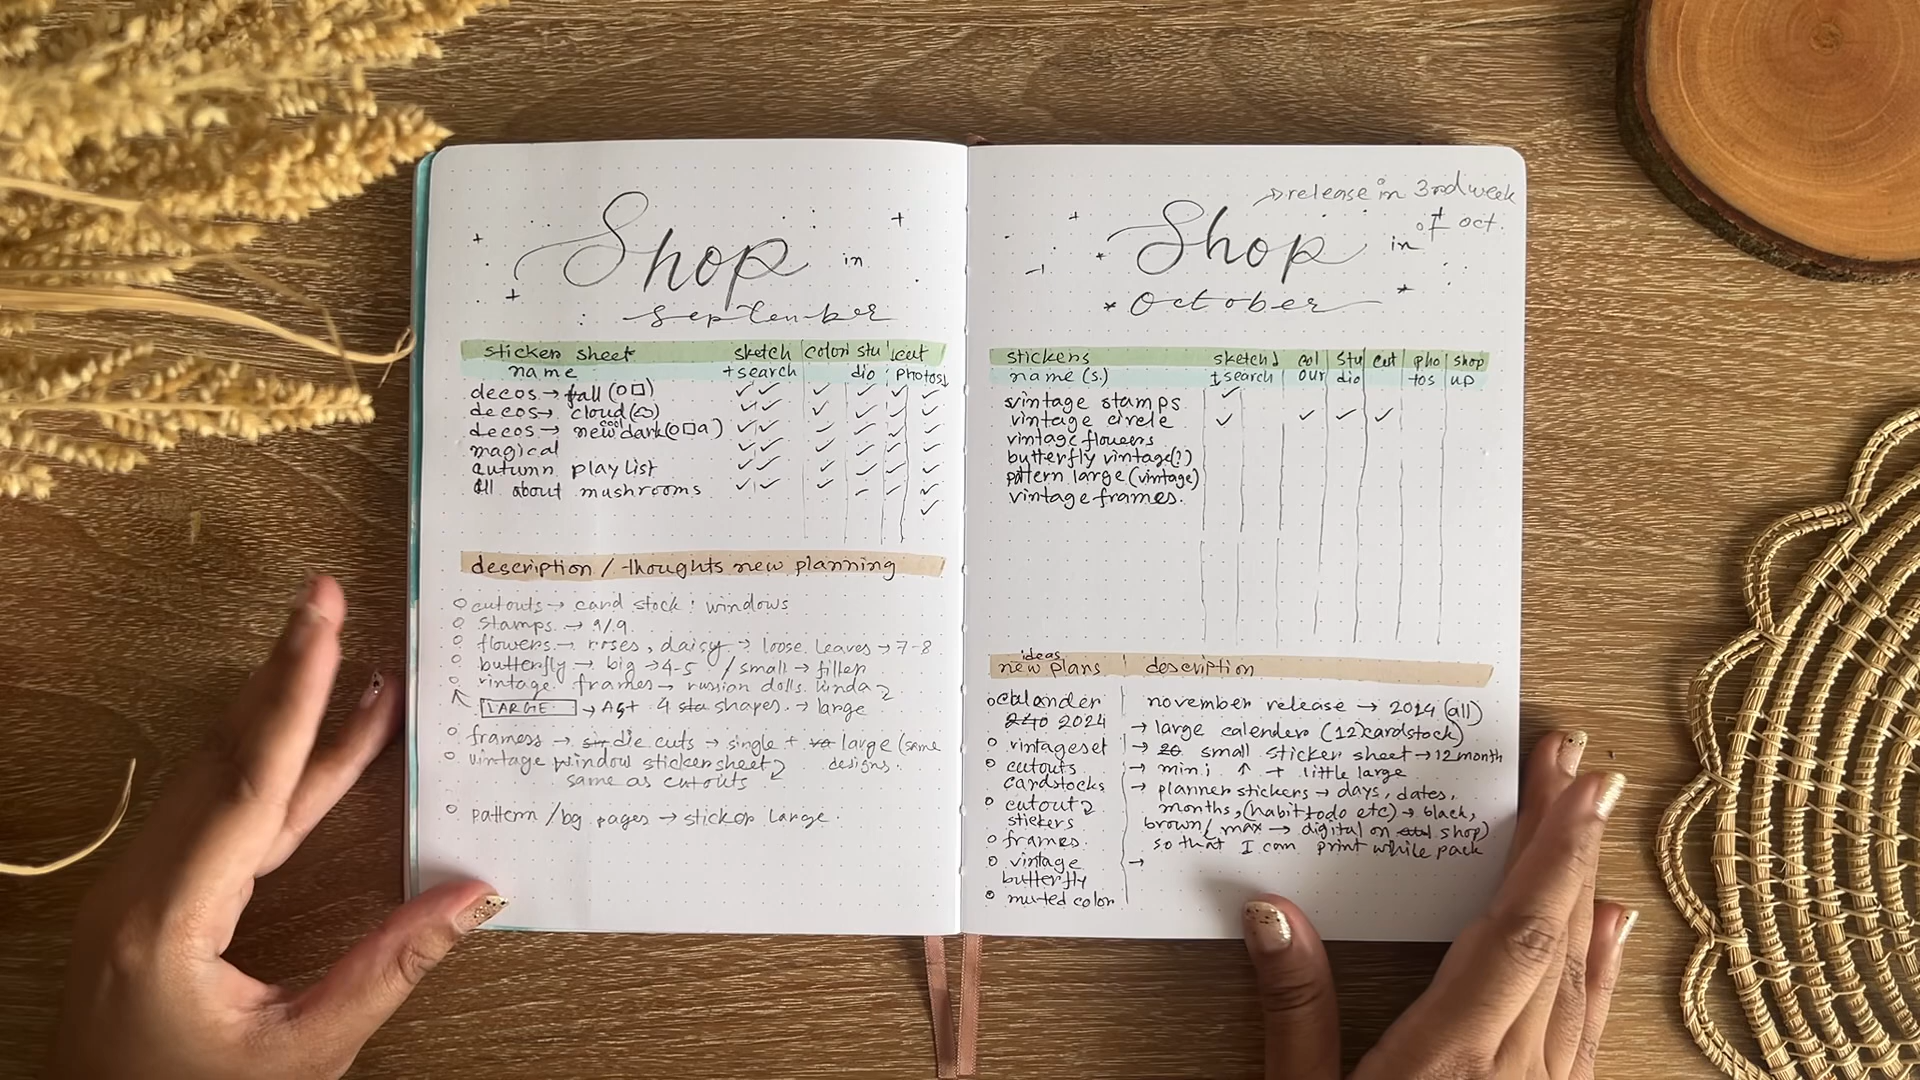 Shop in
september
sticker sheet sketch colori stu cut
name + search dio photos↓
decos → fall (○□)
decos → cloud (
decos → new cool dark (○□a)
magical
autumn playlist
all about mushrooms
description / thoughts new planning
cutouts → card stock : windows
stamps → 9/9
flowers → roses, daisy → loose leaves → 7-8
butterfly → big → 4-5 / small → filler
vintage frames → russian dolls kinda
LARGE → 4 shapes → large
framess → die cuts → single + large (same
vintage window sticker sheet designs.
same as cutouts
pattern / bg pages → sticker large.
→ release in 3rd week
of oct.
Shop in
October
stickers sketch↓ col stu cut pho shop
name (s.) + search our dio tos up
vintage stamps
vintage circle
vintage flowers
butterfly vintage (?)
pattern large (vintage)
vintage frames.
ideas
new plans description
calander november release → 2014 (all)
2024 → large calender (12)cardstock)
vintage set → small sticker sheet → 12 month
cutouts → mini ↑ + little large
cardstocks → planner stickers → days, dates,
cutout months, (habit todo etc) → black,
stickers brown/ max → digital on shop)
frames. so that I can print while pack
vintage →
butterfly
muted color